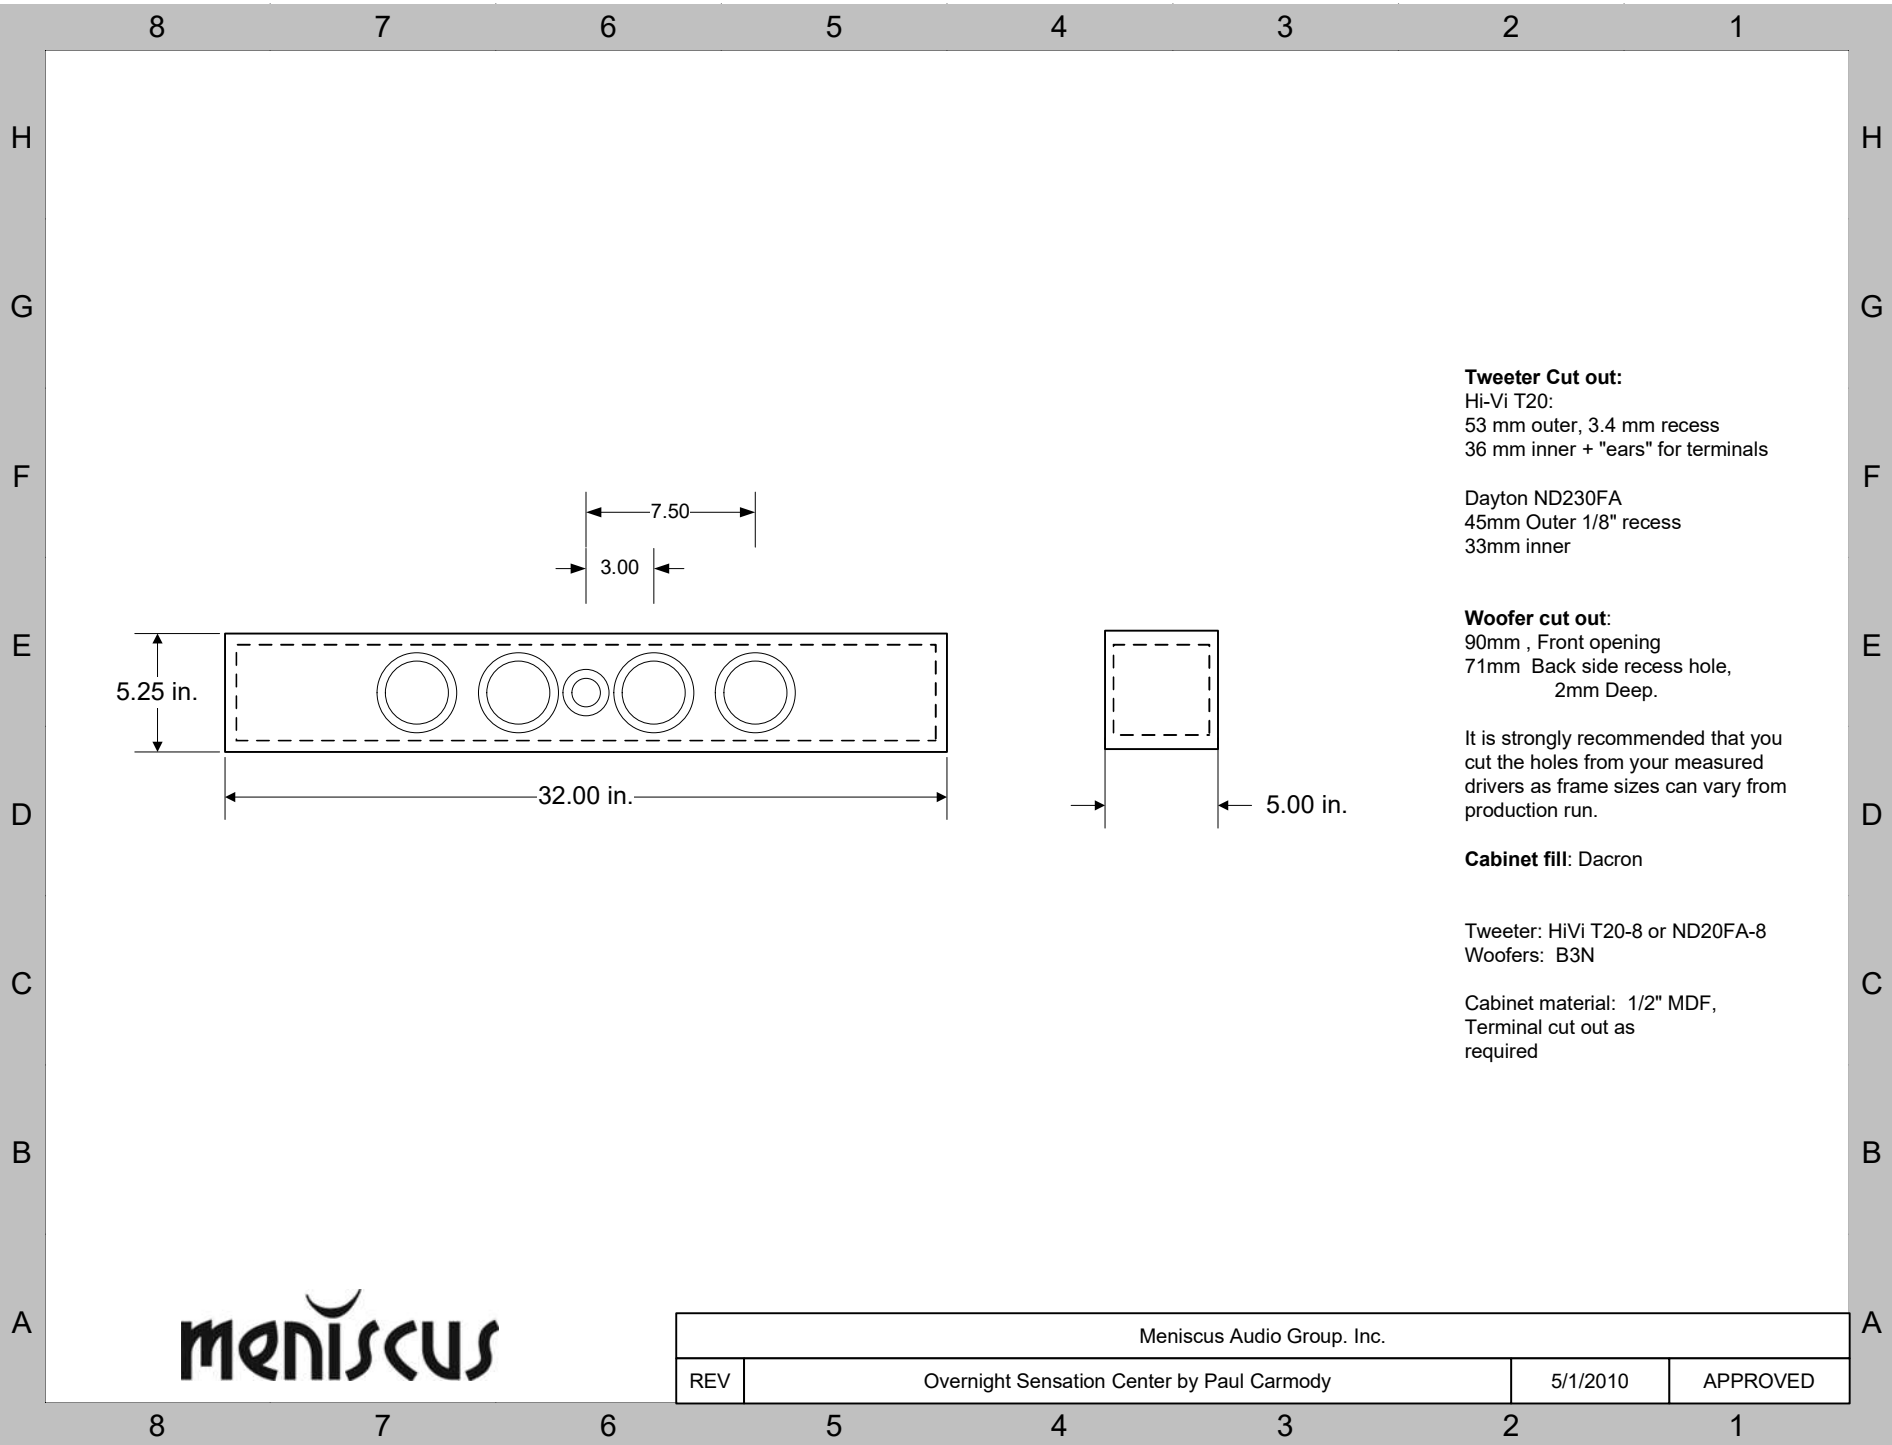 8 7 6 5 4 3 2 1
H H
G G
F F
E E
D D
C C
B B
A A
7.50
3.00
5.25 in.
32.00 in.
5.00 in.
Tweeter Cut out:
Hi-Vi T20:
53 mm outer, 3.4 mm recess
36 mm inner + "ears" for terminals
Dayton ND230FA
45mm Outer 1/8" recess
33mm inner
Woofer cut out:
90mm , Front opening
71mm Back side recess hole,
2mm Deep.
It is strongly recommended that you
cut the holes from your measured
drivers as frame sizes can vary from
production run.
Cabinet fill: Dacron
Tweeter: HiVi T20-8 or ND20FA-8
Woofers: B3N
Cabinet material: 1/2" MDF,
Terminal cut out as
required
meniscus
Meniscus Audio Group. Inc.
REV Overnight Sensation Center by Paul Carmody 5/1/2010 APPROVED
8 7 6 5 4 3 2 1